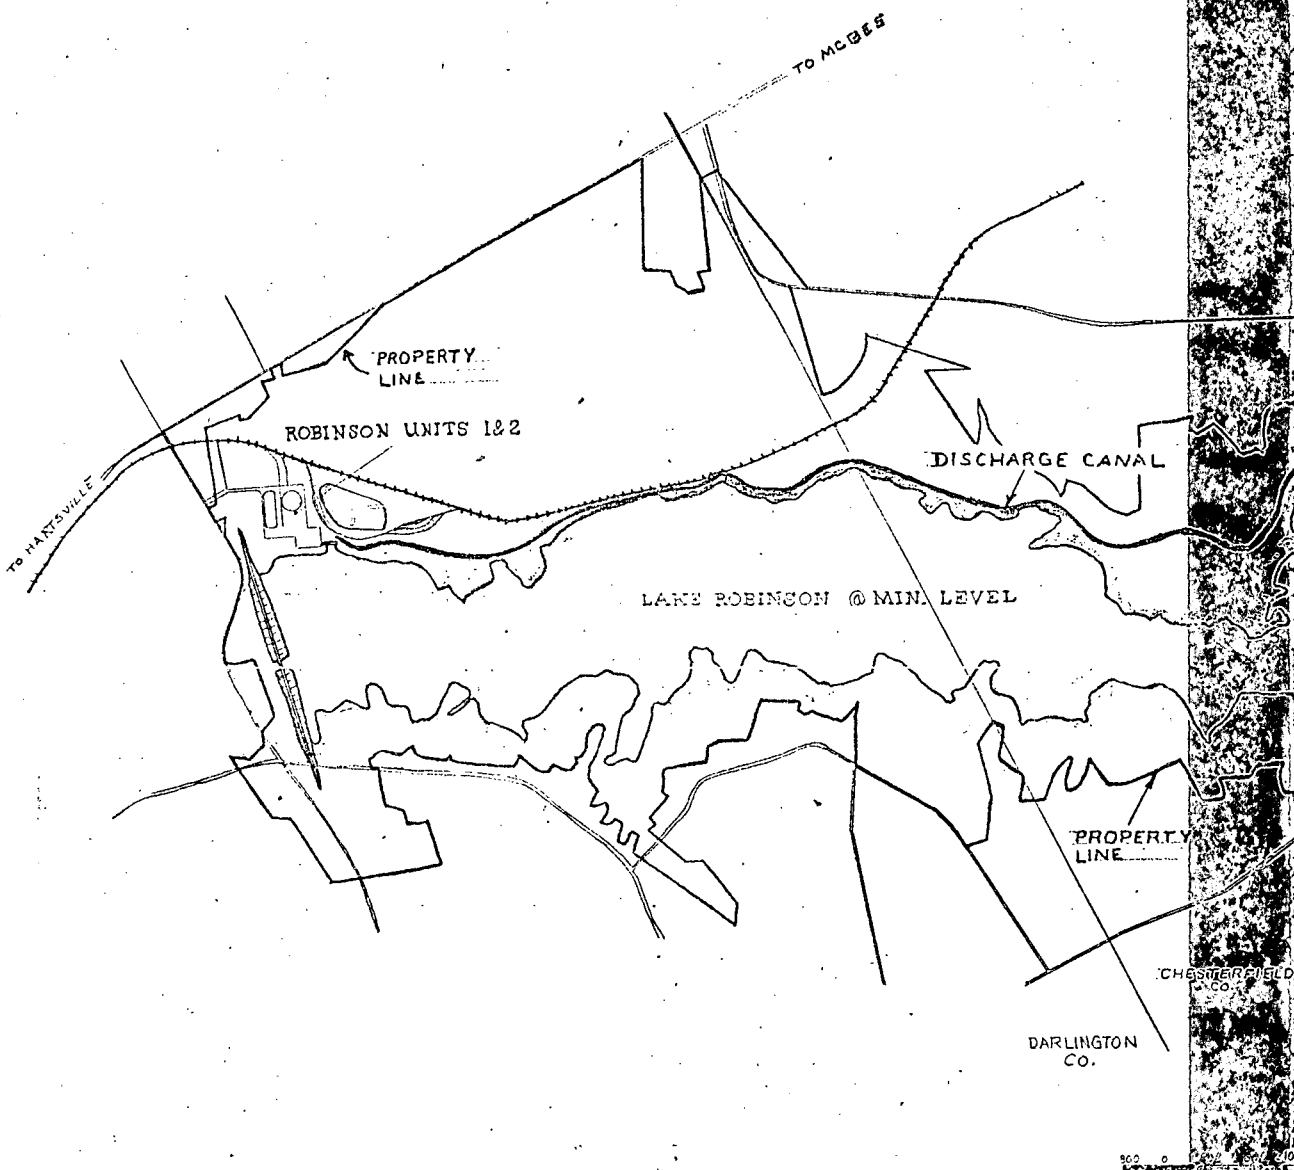 TO MCBEES
PROPERTY
LINE
ROBINSON UNITS 1&2
DISCHARGE CANAL
TO HARTSVILLE
LAKE ROBINSON @ MIN. LEVEL
PROPERTY
LINE
CHESTERFIELD
CO.
DARLINGTON
CO.